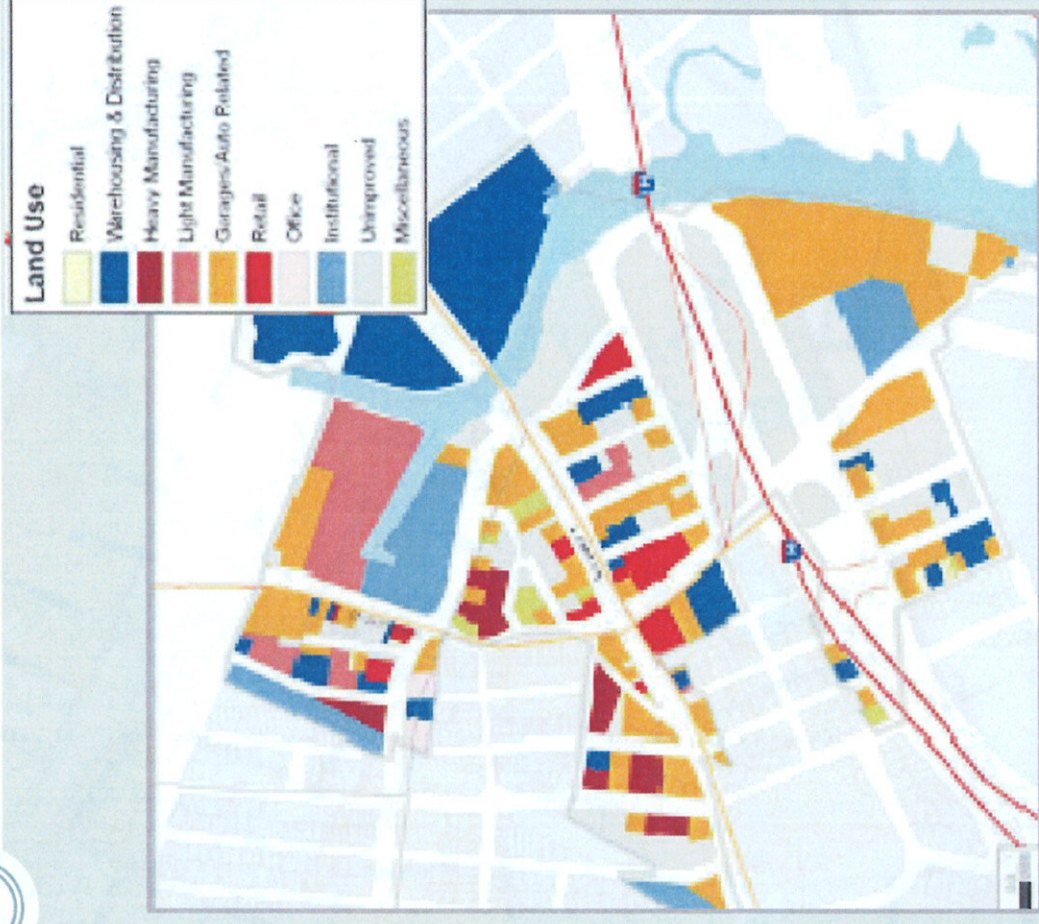 Land Use
Residential
Warehousing & Distribution
Heavy Manufacturing
Light Manufacturing
Garages/Auto Related
Retail
Office
Institutional
Unimproved
Miscellaneous